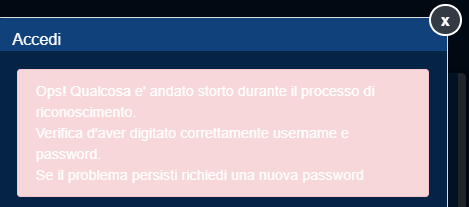 x
Accedi
Ops! Qualcosa e' andato storto durante il processo di
riconoscimento.
Verifica d'aver digitato correttamente username e
password.
Se il problema persisti richiedi una nuova password